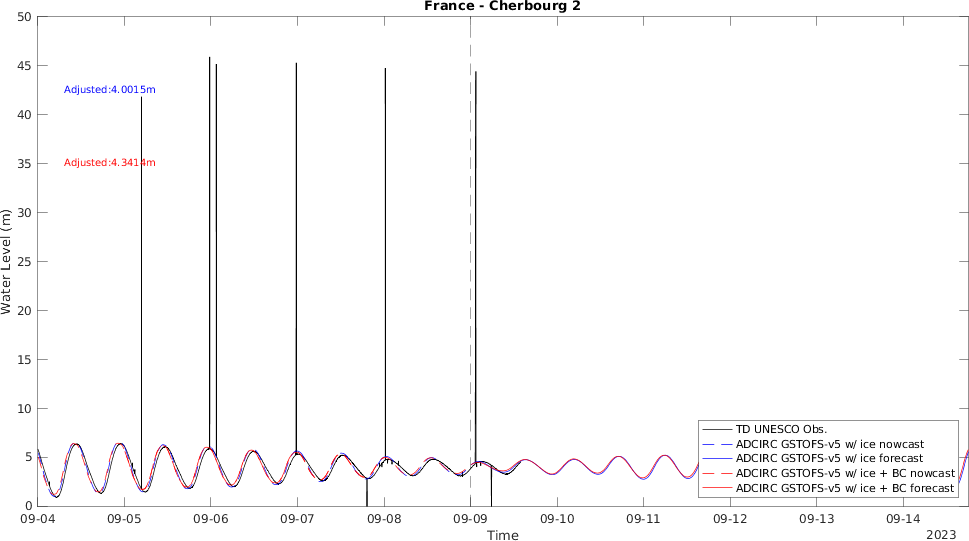 France - Cherbourg 2
50
45
40
35
30
25
20
15
10
5
0
Water Level (m)
Adjusted:4.0015m
Adjusted:4.3414m
TD UNESCO Obs.
ADCIRC GSTOFS-v5 w/ ice nowcast
ADCIRC GSTOFS-v5 w/ ice forecast
ADCIRC GSTOFS-v5 w/ ice + BC nowcast
ADCIRC GSTOFS-v5 w/ ice + BC forecast
09-04 09-05 09-06 09-07 09-08 09-09 09-10 09-11 09-12 09-13 09-14
Time
2023